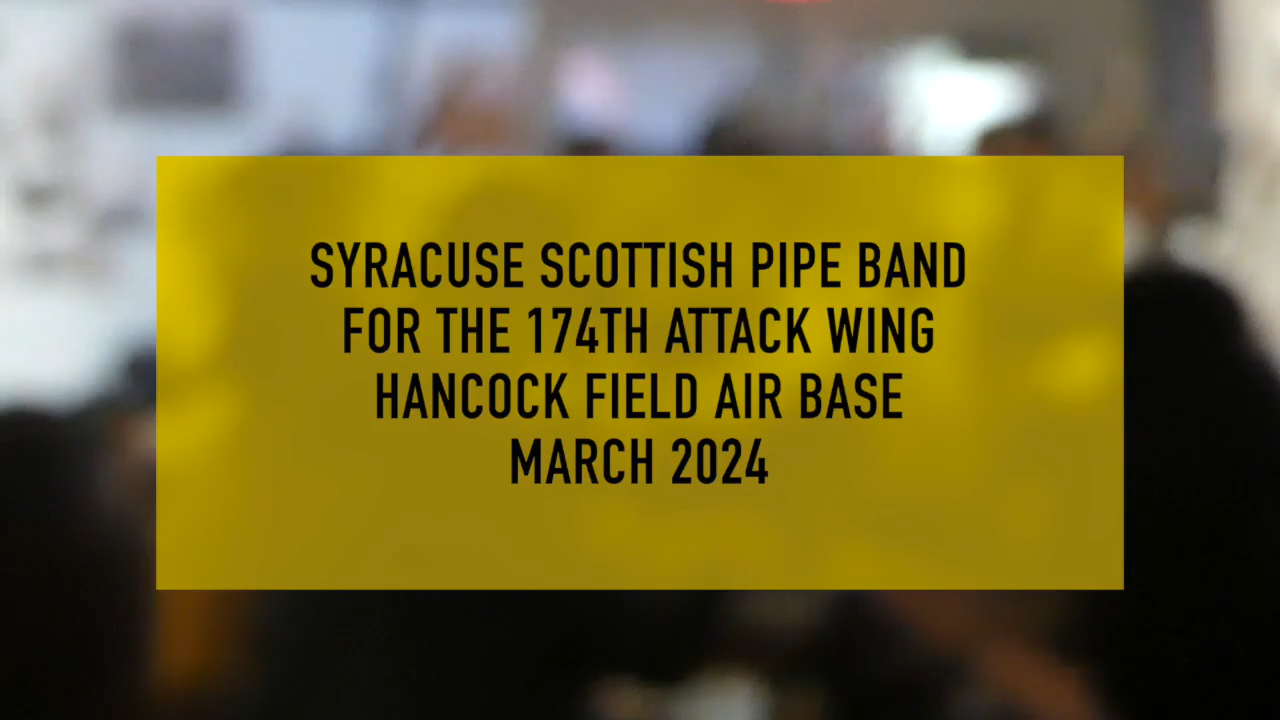 SYRACUSE SCOTTISH PIPE BAND
FOR THE 174TH ATTACK WING
HANCOCK FIELD AIR BASE
MARCH 2024